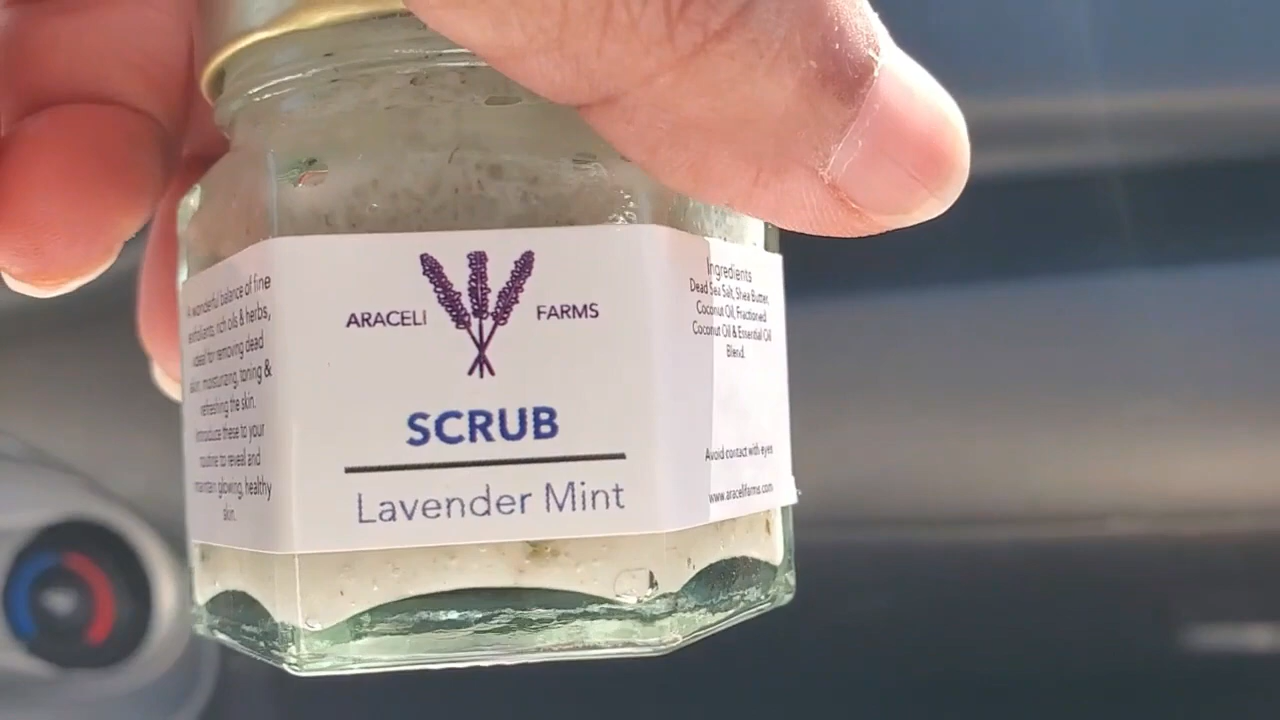 A wonderful balance of fine
exfoliants, rich oils & herbs,
ideal for removing dead
skin, moisturizing, toning &
refreshing the skin.
Introduce these to your
routine to reveal and
maintain glowing, healthy
skin.
ARACELI FARMS
SCRUB
Lavender Mint
Ingredients
Dead Sea Salt, Shea Butter,
Coconut Oil, Fractioned
Coconut Oil & Essential Oil
Blend.
Avoid contact with eyes
www.aracelifarms.com